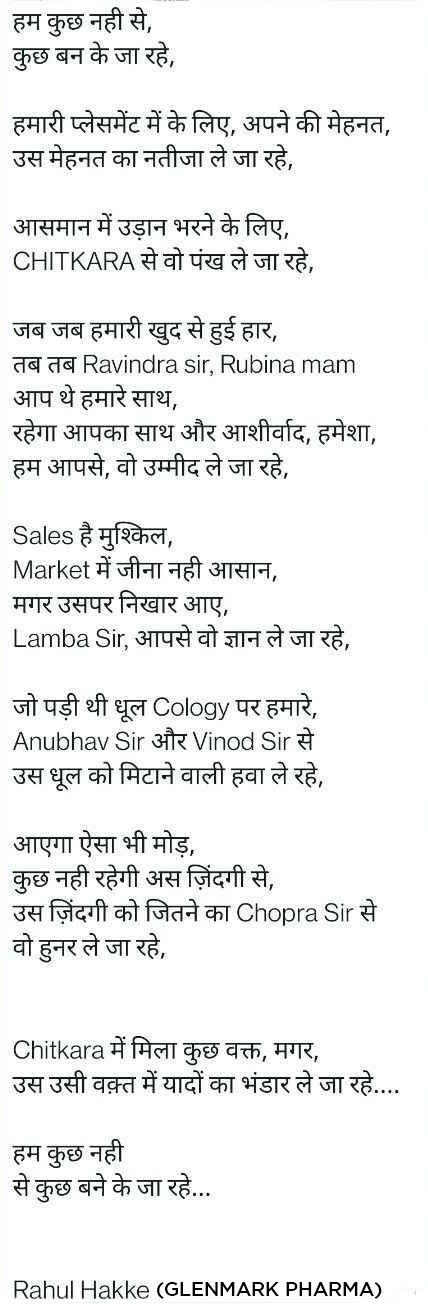 हम कुछ नही से,
कुछ बन के जा रहे,
हमारी प्लेसमेंट में के लिए, अपने की मेहनत,
उस मेहनत का नतीजा ले जा रहे,
आसमान में उड़ान भरने के लिए,
CHITKARA से वो पंख ले जा रहे,
जब जब हमारी खुद से हुई हार,
तब तब Ravindra sir, Rubina mam
आप थे हमारे साथ,
रहेगा आपका साथ और आशीर्वाद, हमेशा,
हम आपसे, वो उम्मीद ले जा रहे,
Sales है मुश्किल,
Market में जीना नही आसान,
मगर उसपर निखार आए,
Lamba Sir, आपसे वो ज्ञान ले जा रहे,
जो पड़ी थी धूल Cology पर हमारे,
Anubhav Sir और Vinod Sir से
उस धूल को मिटाने वाली हवा ले रहे,
आएगा ऐसा भी मोड़,
कुछ नही रहेगी अस ज़िंदगी से,
उस ज़िंदगी को जितने का Chopra Sir से
वो हुनर ले जा रहे,
Chitkara में मिला कुछ वक्त, मगर,
उस उसी वक़्त में यादों का भंडार ले जा रहे....
हम कुछ नही
से कुछ बने के जा रहे...
Rahul Hakke (GLENMARK PHARMA)